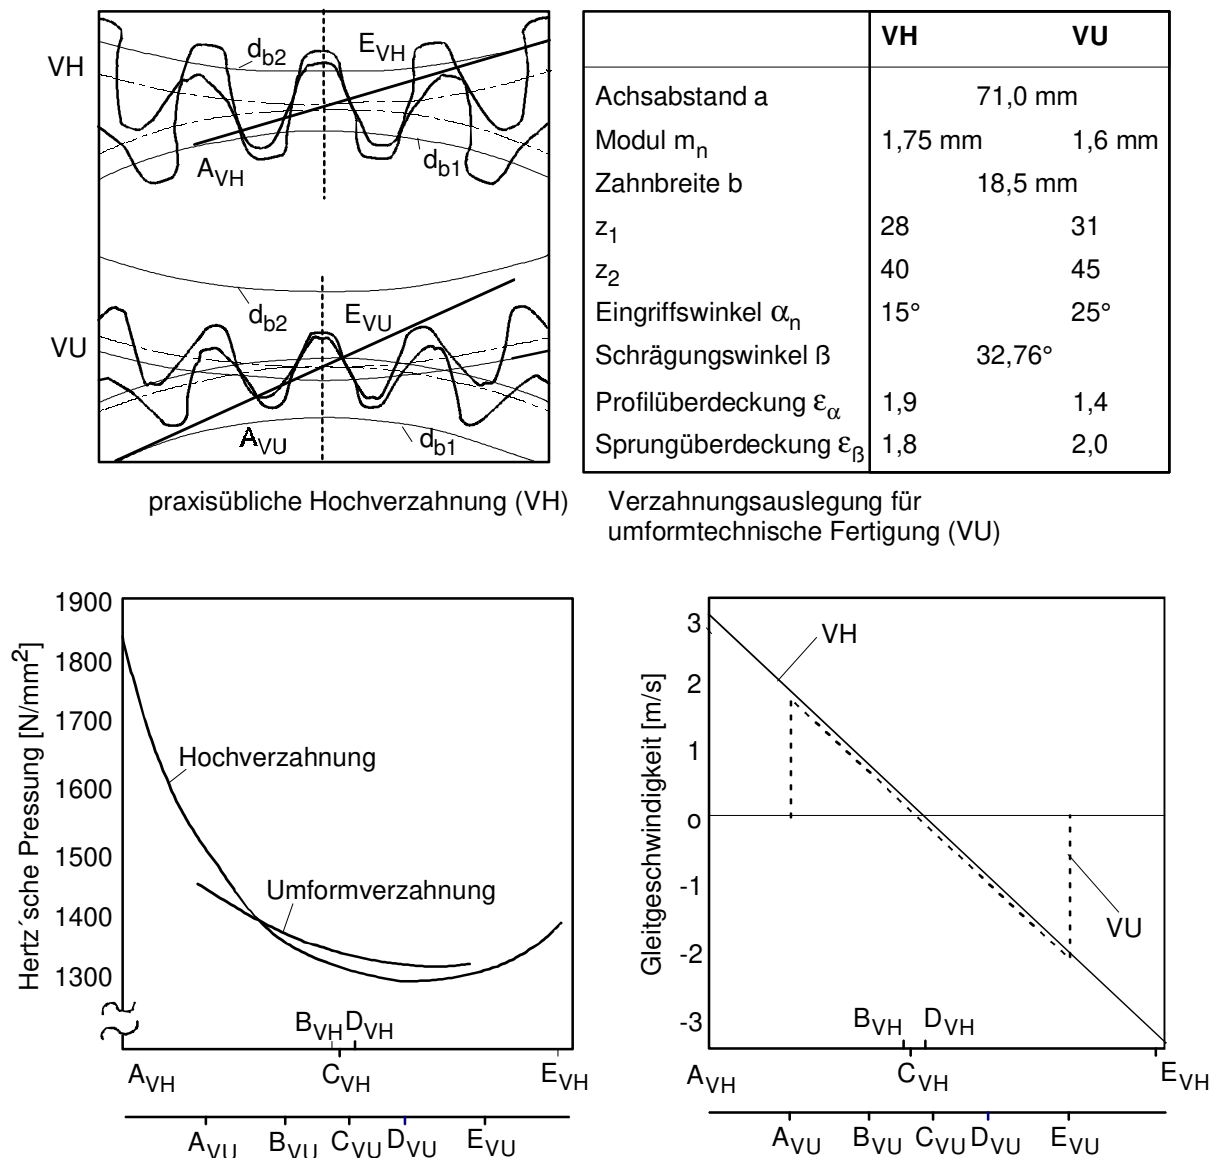 VH
d_b2
E_VH
A_VH
d_b1
d_b2
E_VU
VU
A_VU
d_b1
praxisübliche Hochverzahnung (VH)
VH VU
Achsabstand a 71,0 mm
Modul m_n 1,75 mm 1,6 mm
Zahnbreite b 18,5 mm
z_1 28 31
z_2 40 45
Eingriffswinkel α_n 15° 25°
Schrägungswinkel ß 32,76°
Profilüberdeckung ε_α 1,9 1,4
Sprungüberdeckung ε_ß 1,8 2,0
Verzahnungsauslegung für
umformtechnische Fertigung (VU)
Hertz´sche Pressung [N/mm²]
1900
1800
1700
1600
1500
1400
1300
Hochverzahnung
Umformverzahnung
B_VH D_VH
A_VH C_VH E_VH
A_VU B_VU C_VU D_VU E_VU
Gleitgeschwindigkeit [m/s]
3
2
1
o
-1
-2
-3
VH
VU
B_VH D_VH
A_VH C_VH E_VH
A_VU B_VU C_VU D_VU E_VU